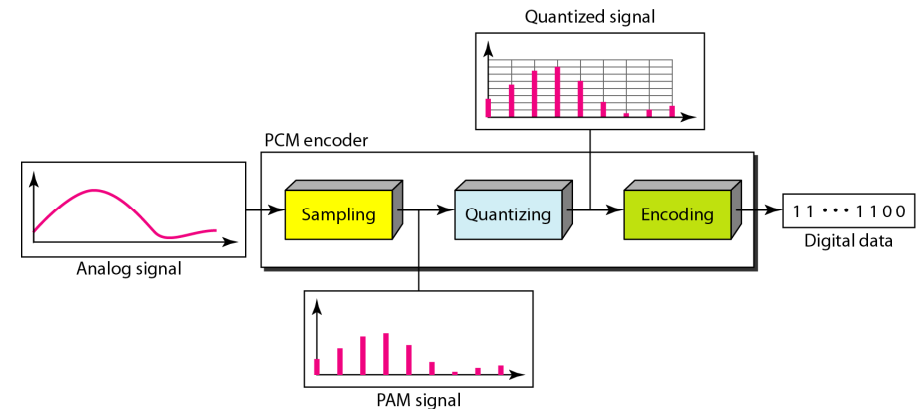 Quantized signal
PCM encoder
Sampling
Quantizing
Encoding
11 ··· 1100
Digital data
Analog signal
PAM signal